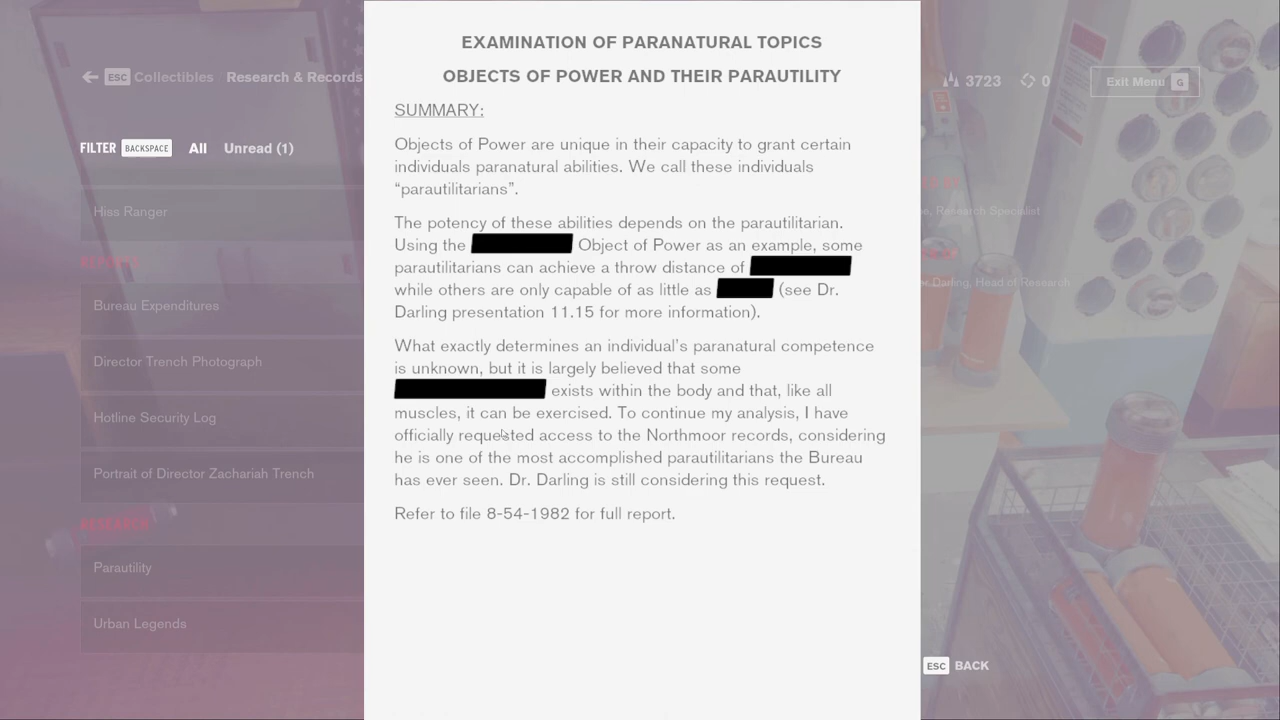 ESC Collectibles / Research & Records
3723
0
Exit Menu G
FILTER BACKSPACE All Unread (1)
Hiss Ranger
Bureau Expenditures
Director Trench Photograph
Hotline Security Log
Portrait of Director Zachariah Trench
RESEARCH
Parautility
Urban Legends
EXAMINATION OF PARANATURAL TOPICS
OBJECTS OF POWER AND THEIR PARAUTILITY
SUMMARY:
Objects of Power are unique in their capacity to grant certain
individuals paranatural abilities. We call these individuals
“parautilitarians”.
The potency of these abilities depends on the parautilitarian.
Using the Object of Power as an example, some
parautilitarians can achieve a throw distance of
while others are only capable of as little as (see Dr.
Darling presentation 11.15 for more information).
What exactly determines an individual’s paranatural competence
is unknown, but it is largely believed that some
exists within the body and that, like all
muscles, it can be exercised. To continue my analysis, I have
officially requested access to the Northmoor records, considering
he is one of the most accomplished parautilitarians the Bureau
has ever seen. Dr. Darling is still considering this request.
Refer to file 8-54-1982 for full report.
Research Specialist
Darling, Head of Research
ESC BACK